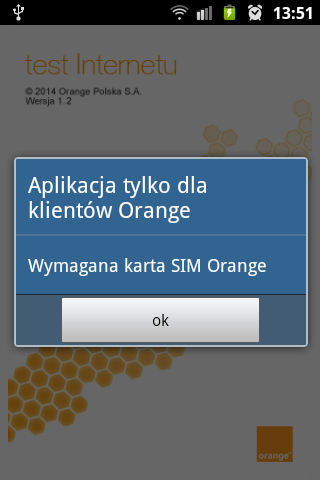 13:51
test Internetu
© 2014 Orange Polska S.A.
Wersja 1.2
Aplikacja tylko dla
klientów Orange
Wymagana karta SIM Orange
ok
orange™